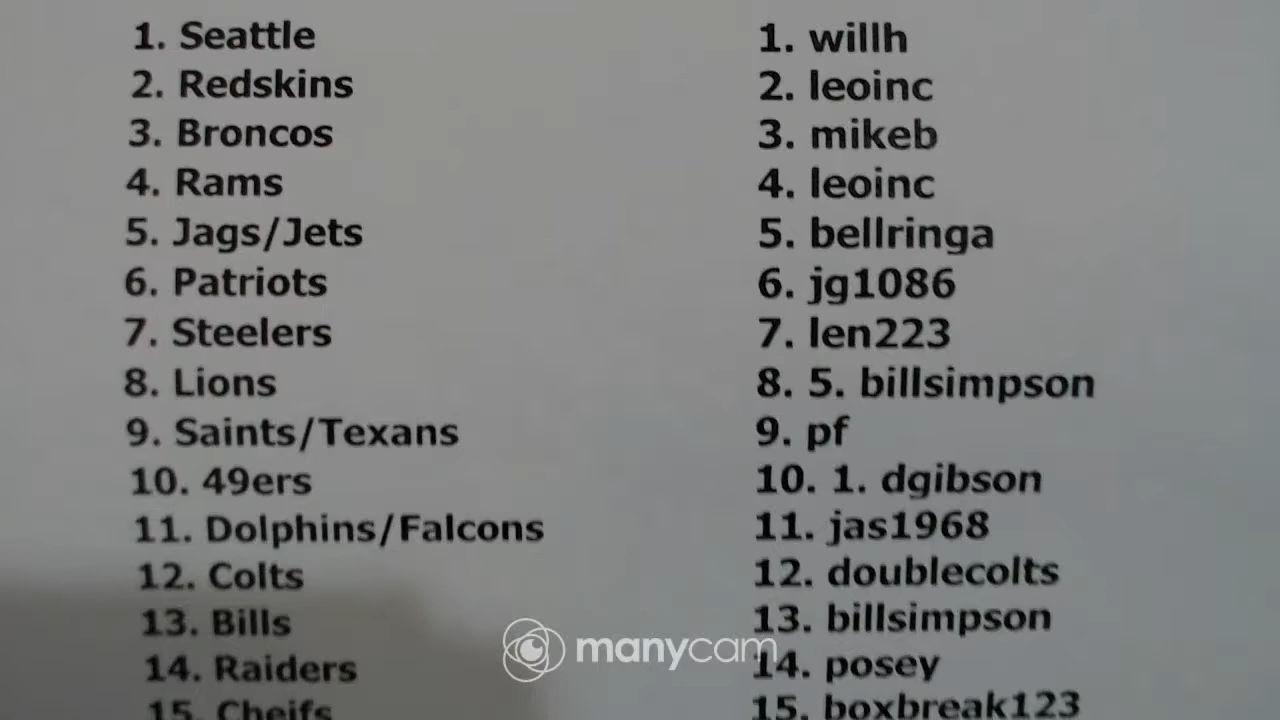 1. Seattle
2. Redskins
3. Broncos
4. Rams
5. Jags/Jets
6. Patriots
7. Steelers
8. Lions
9. Saints/Texans
10. 49ers
11. Dolphins/Falcons
12. Colts
13. Bills
14. Raiders
15. Cheifs
1. willh
2. leoinc
3. mikeb
4. leoinc
5. bellringa
6. jg1086
7. len223
8. 5. billsimpson
9. pf
10. 1. dgibson
11. jas1968
12. doublecolts
13. billsimpson
14. posey
15. boxbreak123
manycam